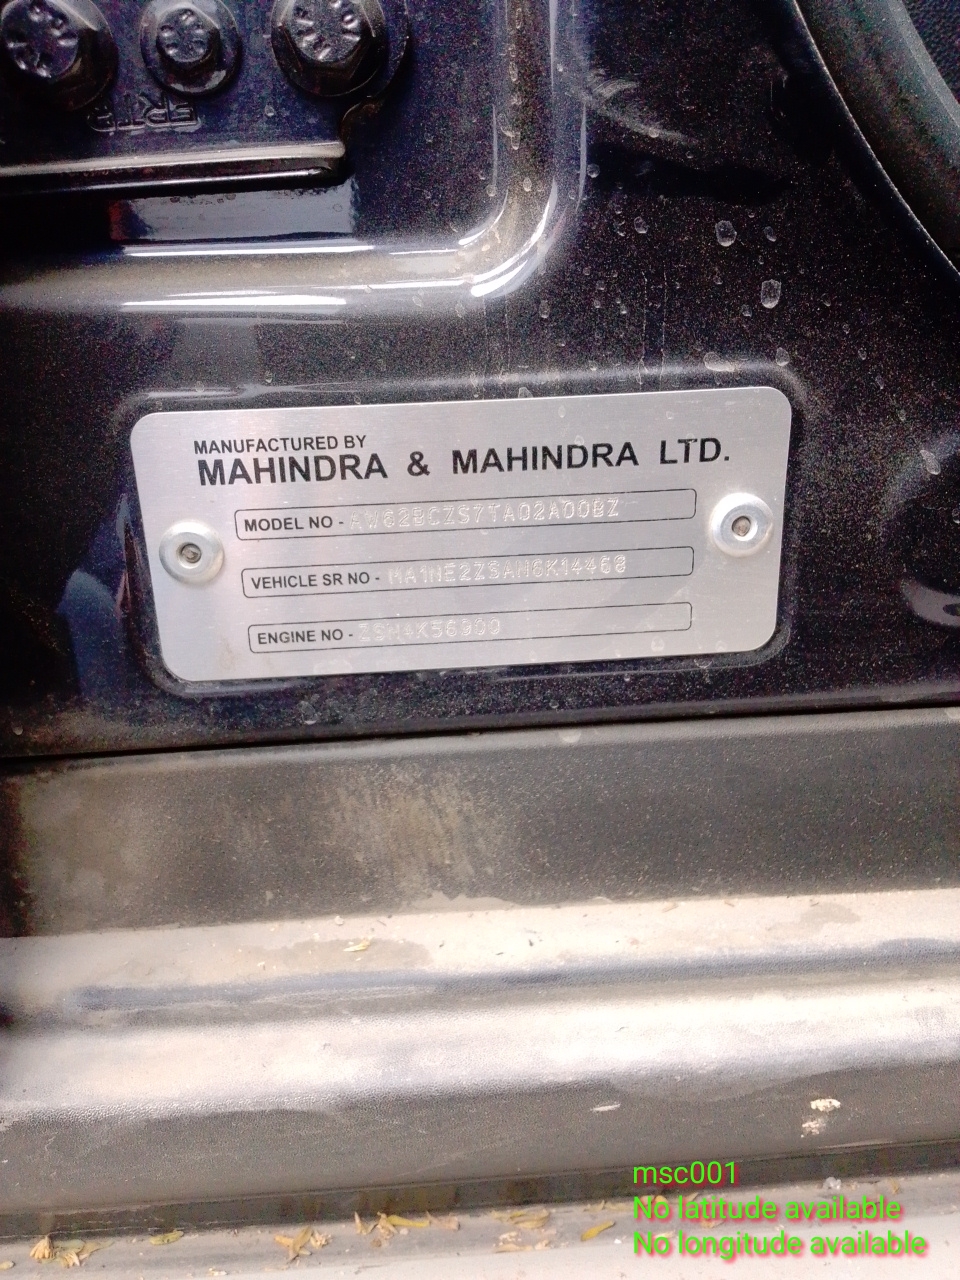 MANUFACTURED BY
MAHINDRA & MAHINDRA LTD.
MODEL NO - AW62BCZS7TA02A00BZ
VEHICLE SR NO - MA1NE2ZSAN6K14468
ENGINE NO -
msc001
No latitude available
No longitude available